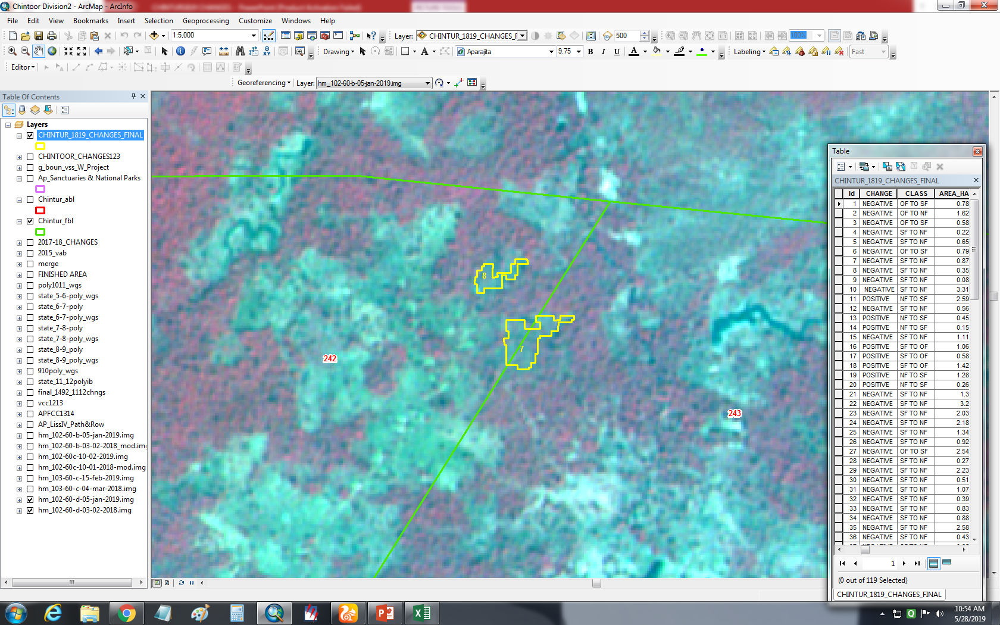 Chintoor Division2 - ArcMap - ArcInfo
File Edit View Bookmarks Insert Selection Geoprocessing Customize Windows Help
1:5,000 Layer: CHINTUR_1819_CHANGES_F 500 100%
Drawing Aparajita 9.75 B I U A Labeling Fast
Editor
Georeferencing Layer: hm_102-60-b-05-jan-2019.img
Table Of Contents
Layers
CHINTUR_1819_CHANGES_FINAL
CHINTOOR_CHANGES123
g_boun_vss_W_Project
Ap_Sanctuaries & National Parks
Chintur_abl
Chintur_fbl
2017-18_CHANGES
2015_vab
merge
FINISHED AREA
poly1011_wgs
state_5-6-poly_wgs
state_6-7-poly
state_6-7-poly_wgs
state_7-8-poly
state_7-8-poly_wgs
state_8-9_poly
state_8-9_poly_wgs
910poly_wgs
state_11_12polyib
final_1492_1112chngs
vcc1213
APFCC1314
AP_LissIV_Path&Row
hm_102-60-b-05-jan-2019.img
hm_102-60-b-03-02-2018_mod.img
hm_102-60c-10-02-2019.img
hm_102-60c-10-01-2018-mod.img
hm_103-60-c-15-feb-2019.img
hm_103-60-c-04-mar-2018.img
hm_102-60-d-05-jan-2019.img
hm_102-60-d-03-02-2018.img
8
7
242
243
Table
CHINTUR_1819_CHANGES_FINAL
Id CHANGE CLASS AREA_HA
1 NEGATIVE OF TO SF 0.78
2 NEGATIVE OF TO NF 1.62
3 NEGATIVE OF TO SF 0.58
4 NEGATIVE SF TO NF 0.22
5 NEGATIVE SF TO NF 0.65
6 NEGATIVE OF TO SF 0.79
7 NEGATIVE SF TO NF 0.87
8 NEGATIVE SF TO NF 0.35
9 NEGATIVE SF TO NF 0.08
10 NEGATIVE SF TO NF 3.31
11 POSITIVE NF TO SF 2.59
12 NEGATIVE SF TO NF 0.56
13 POSITIVE NF TO SF 0.45
14 POSITIVE NF TO SF 0.15
15 NEGATIVE SF TO NF 1.11
16 POSITIVE SF TO OF 1.06
17 POSITIVE SF TO OF 0.58
18 POSITIVE SF TO OF 1.42
19 POSITIVE NF TO SF 1.28
20 POSITIVE NF TO SF 0.26
21 NEGATIVE SF TO NF 1.3
22 NEGATIVE SF TO NF 3.2
23 NEGATIVE SF TO NF 2.03
24 NEGATIVE SF TO NF 2.18
25 NEGATIVE SF TO NF 1.34
26 NEGATIVE SF TO NF 0.92
27 NEGATIVE OF TO SF 2.54
28 NEGATIVE SF TO NF 0.27
29 NEGATIVE SF TO NF 2.23
30 NEGATIVE SF TO NF 0.51
31 NEGATIVE SF TO NF 1.07
32 NEGATIVE SF TO NF 0.39
33 NEGATIVE SF TO NF 0.83
34 NEGATIVE SF TO NF 0.88
35 NEGATIVE SF TO NF 2.58
36 NEGATIVE SF TO NF 0.43
1
(0 out of 119 Selected)
CHINTUR_1819_CHANGES_FINAL
10:54 AM
5/28/2019